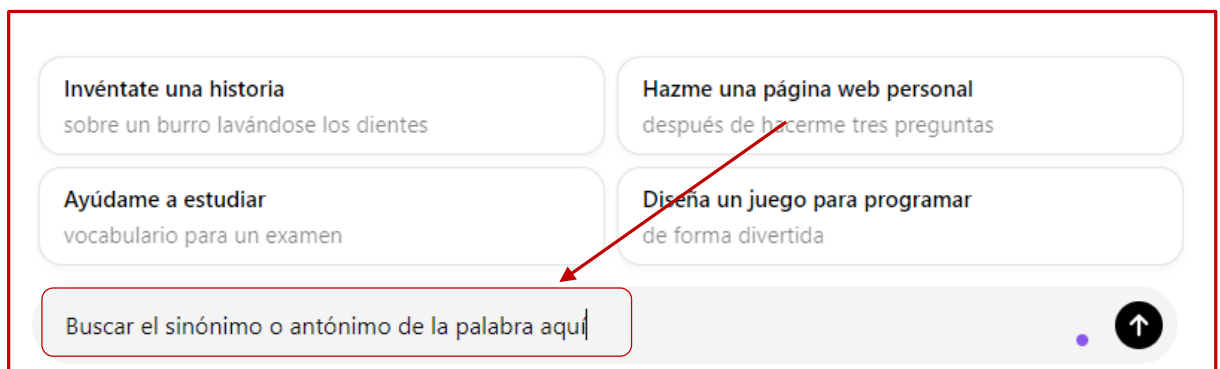 Invéntate una historia
sobre un burro lavándose los dientes
Hazme una página web personal
después de hacerme tres preguntas
Ayúdame a estudiar
vocabulario para un examen
Diseña un juego para programar
de forma divertida
Buscar el sinónimo o antónimo de la palabra aquí